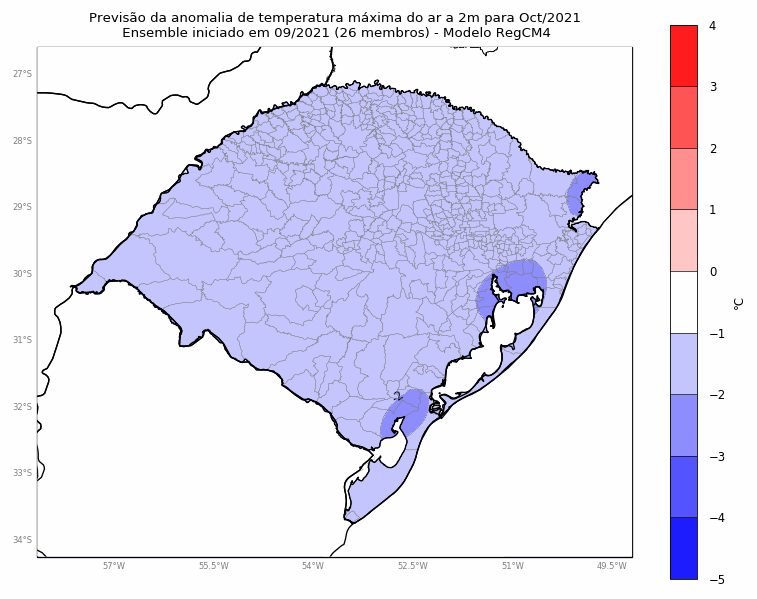 Previsão da anomalia de temperatura máxima do ar a 2m para Oct/2021
Ensemble iniciado em 09/2021 (26 membros) - Modelo RegCM4
27°S
28°S
29°S
30°S
31°S
32°S
33°S
34°S
57°W
55.5°W
54°W
52.5°W
51°W
49.5°W
-2
4
3
2
1
0
−1
−2
−3
−4
−5
°C